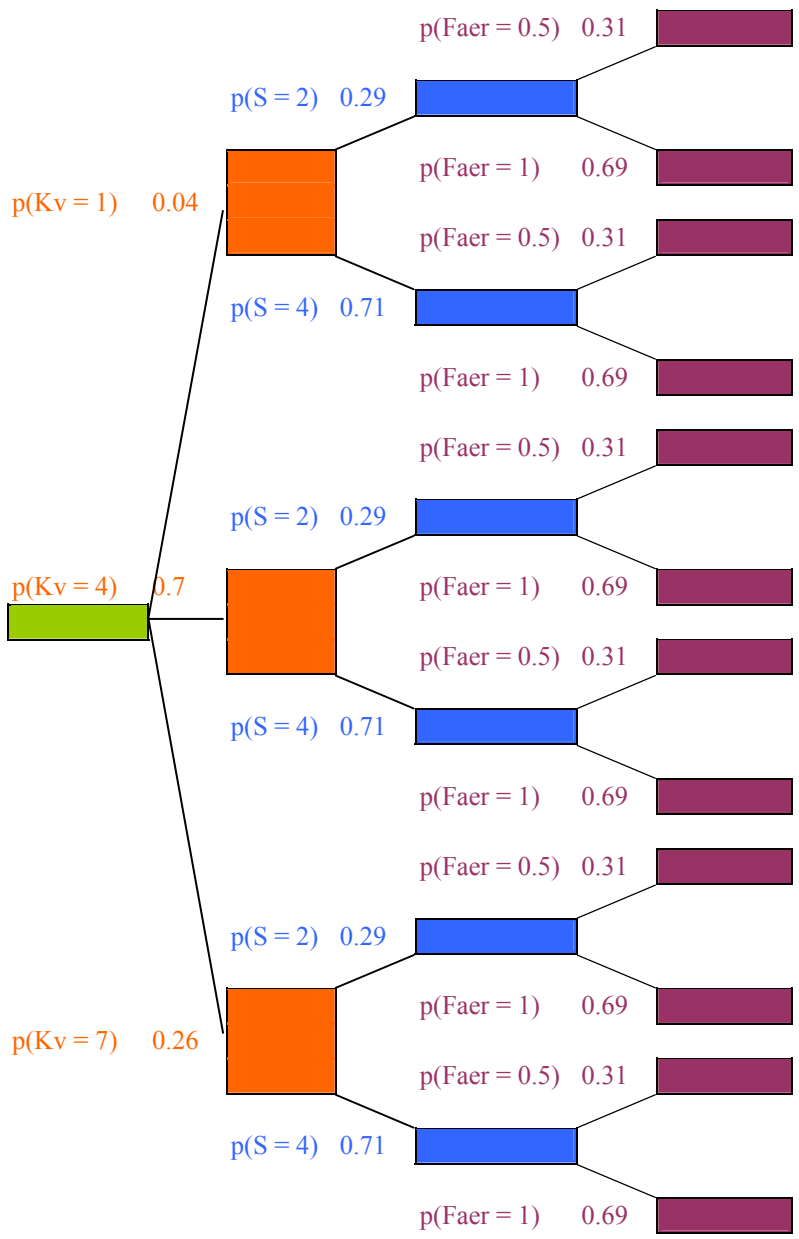 p(Faer = 0.5) 0.31
p(S = 2) 0.29
p(Faer = 1) 0.69
p(Kv = 1) 0.04
p(Faer = 0.5) 0.31
p(S = 4) 0.71
p(Faer = 1) 0.69
p(Faer = 0.5) 0.31
p(S = 2) 0.29
p(Kv = 4) 0.7
p(Faer = 1) 0.69
p(Faer = 0.5) 0.31
p(S = 4) 0.71
p(Faer = 1) 0.69
p(Faer = 0.5) 0.31
p(S = 2) 0.29
p(Faer = 1) 0.69
p(Kv = 7) 0.26
p(Faer = 0.5) 0.31
p(S = 4) 0.71
p(Faer = 1) 0.69